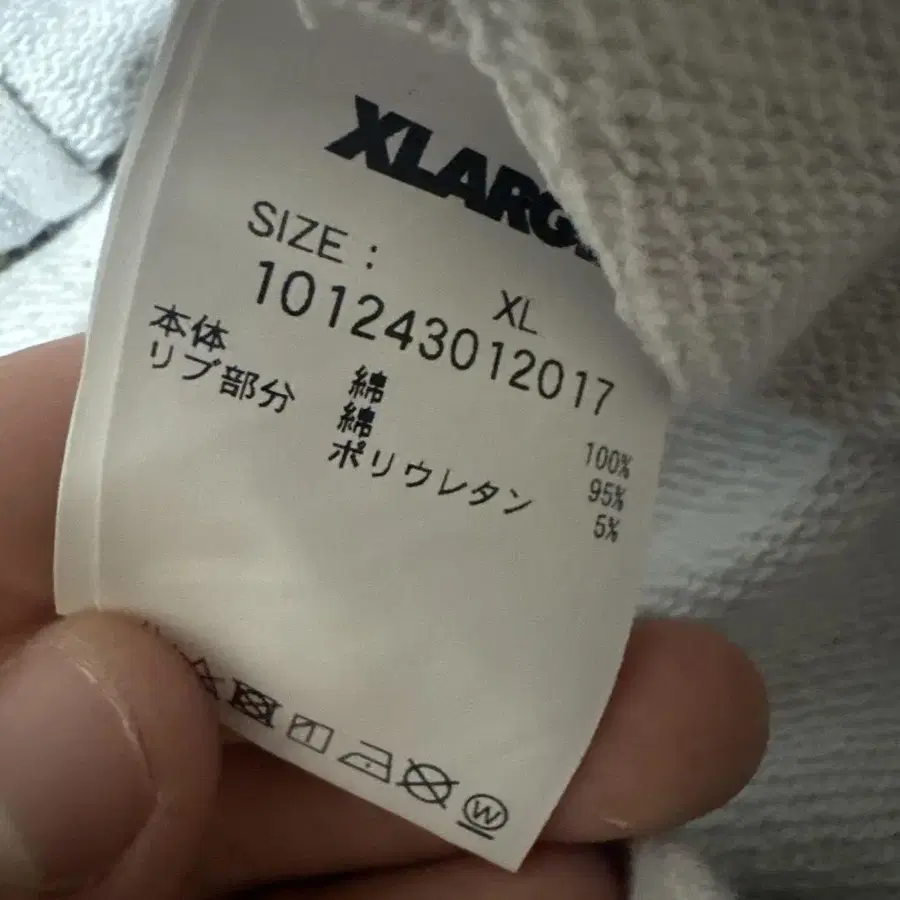 XLARGE
SIZE : XL
101243012017
本体 綿 100%
リブ部分 綿 95%
ポリウレタン 5%
W